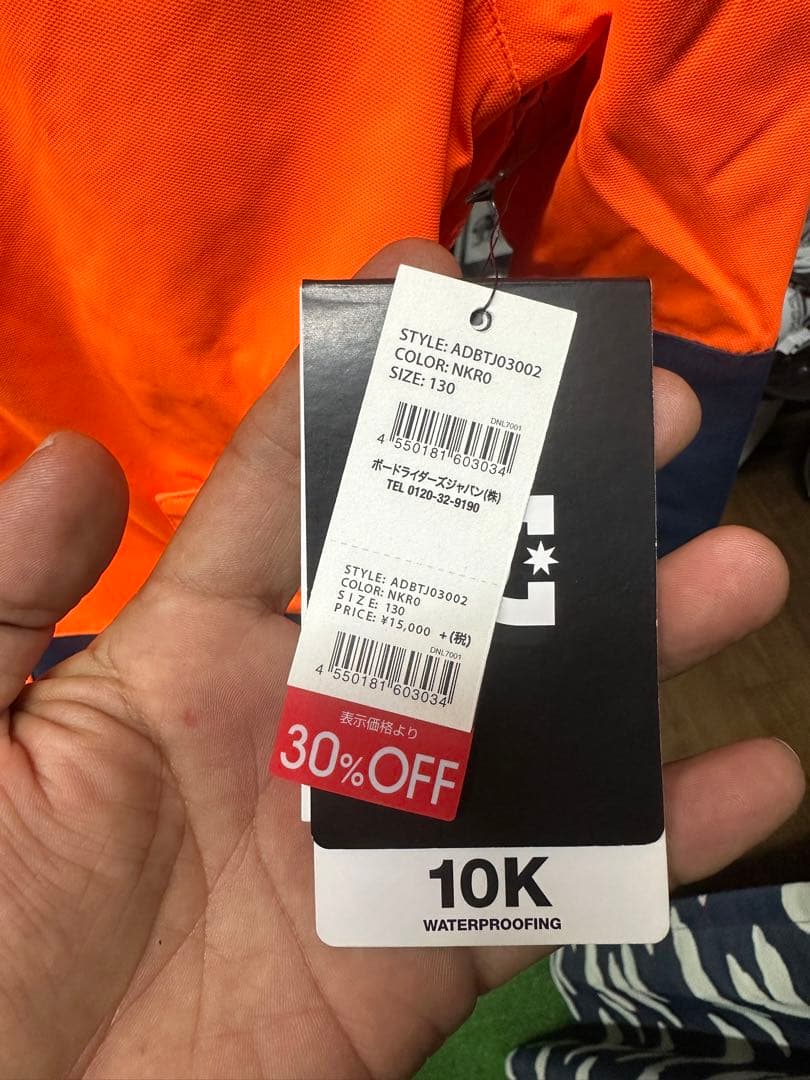 STYLE: ADBTJ03002
COLOR: NKR0
SIZE: 130
DNL7001
4 550181 603034
ボードライダーズジャパン(株)
TEL 0120-32-9190
STYLE: ADBTJ03002
COLOR: NKR0
SIZE: 130
PRICE: ¥15,000 +(税)
DNL7001
4 550181 603034
表示価格より
30%OFF
10K
WATERPROOFING